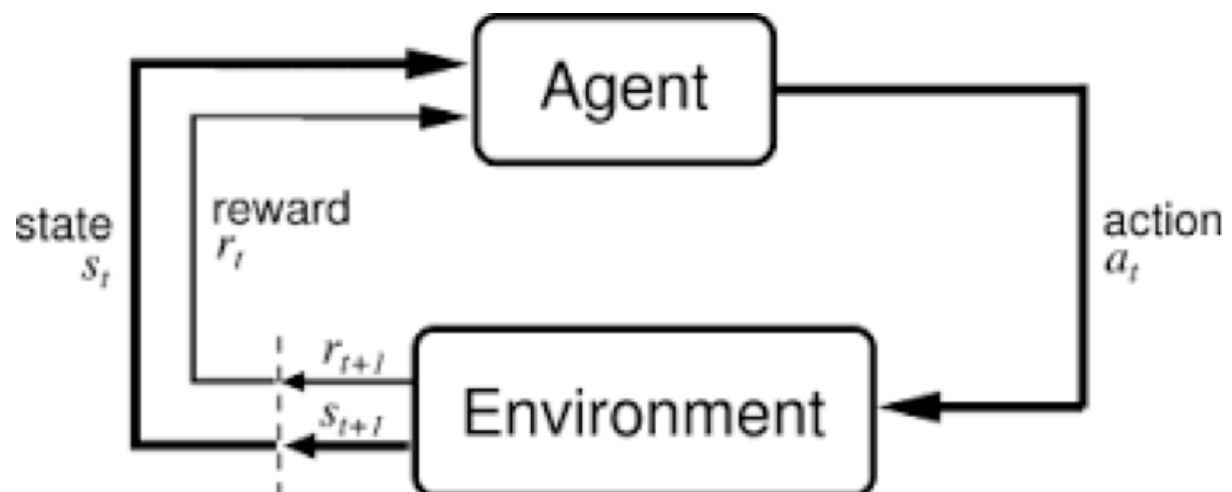 Agent
state
s_t
reward
r_t
action
a_t
r_{t+1}
s_{t+1}
Environment